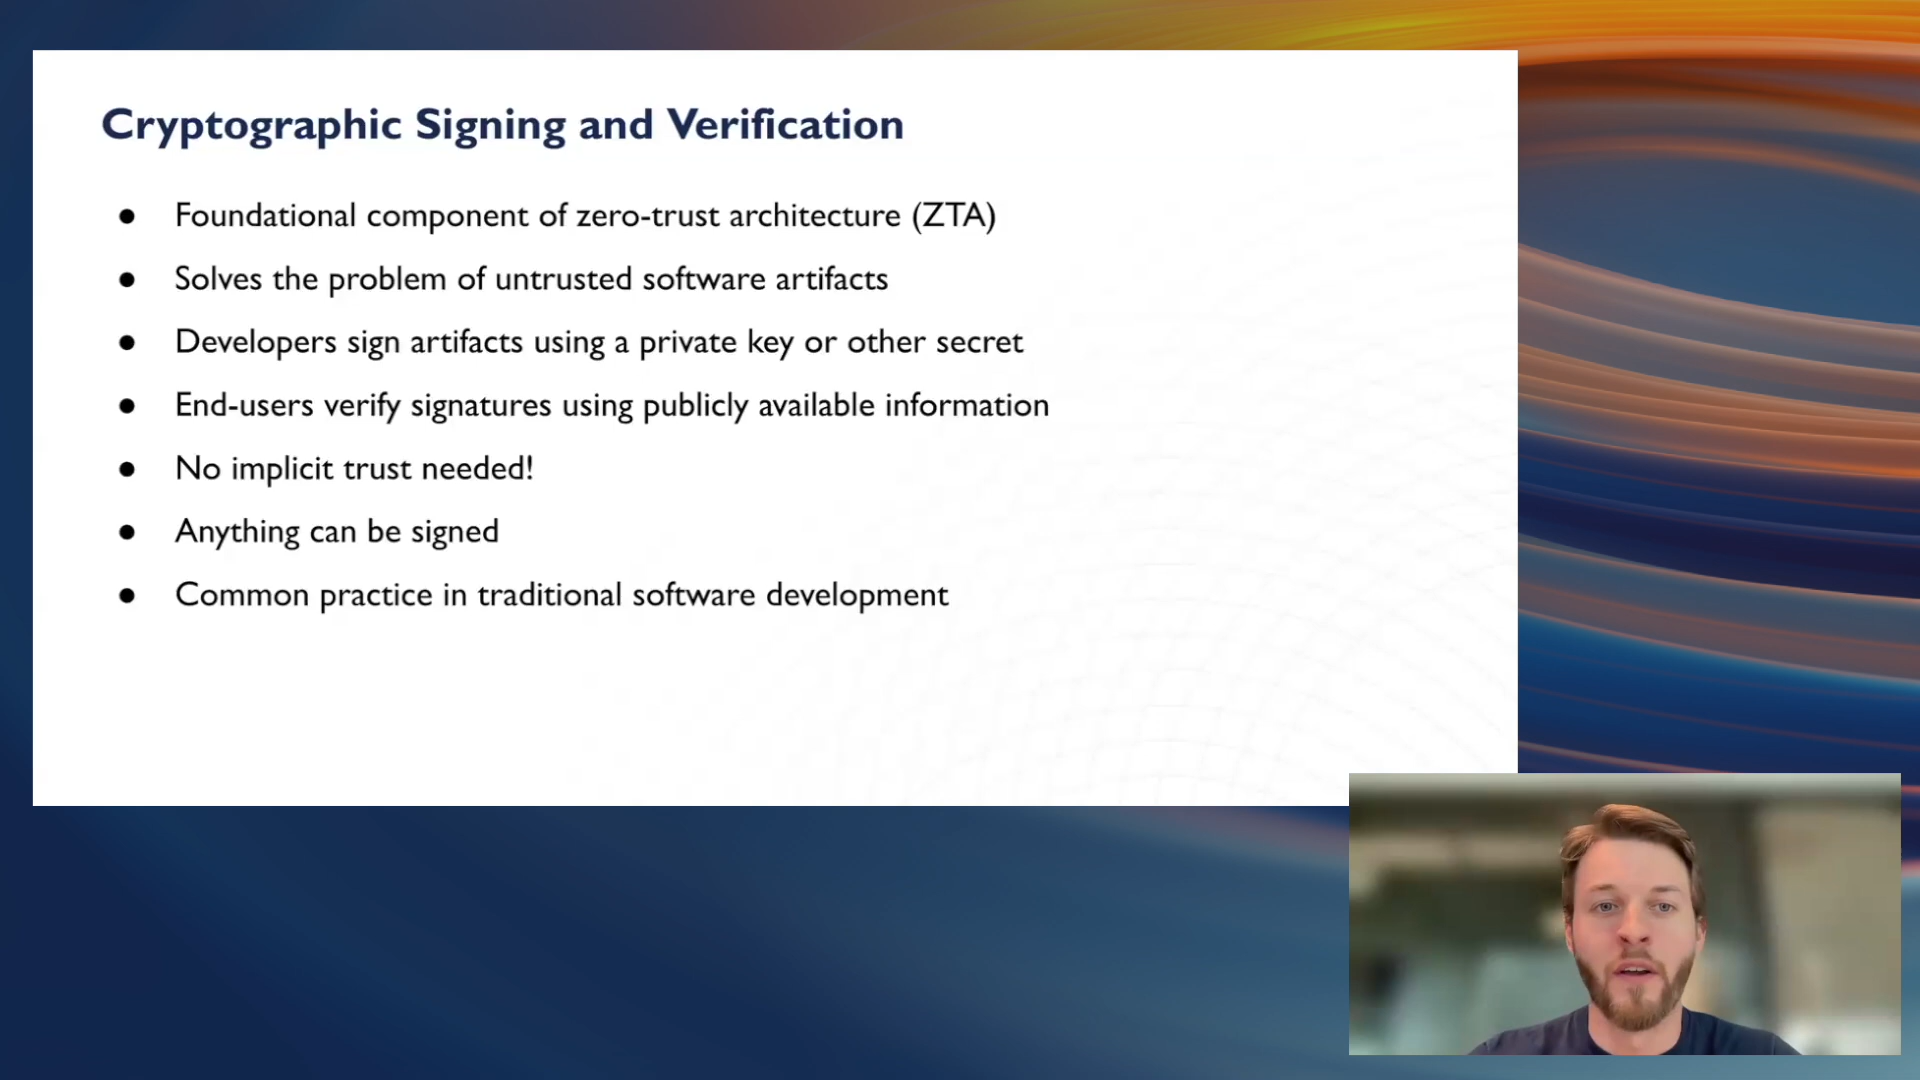 Cryptographic Signing and Verification
● Foundational component of zero-trust architecture (ZTA)
● Solves the problem of untrusted software artifacts
● Developers sign artifacts using a private key or other secret
● End-users verify signatures using publicly available information
● No implicit trust needed!
● Anything can be signed
● Common practice in traditional software development